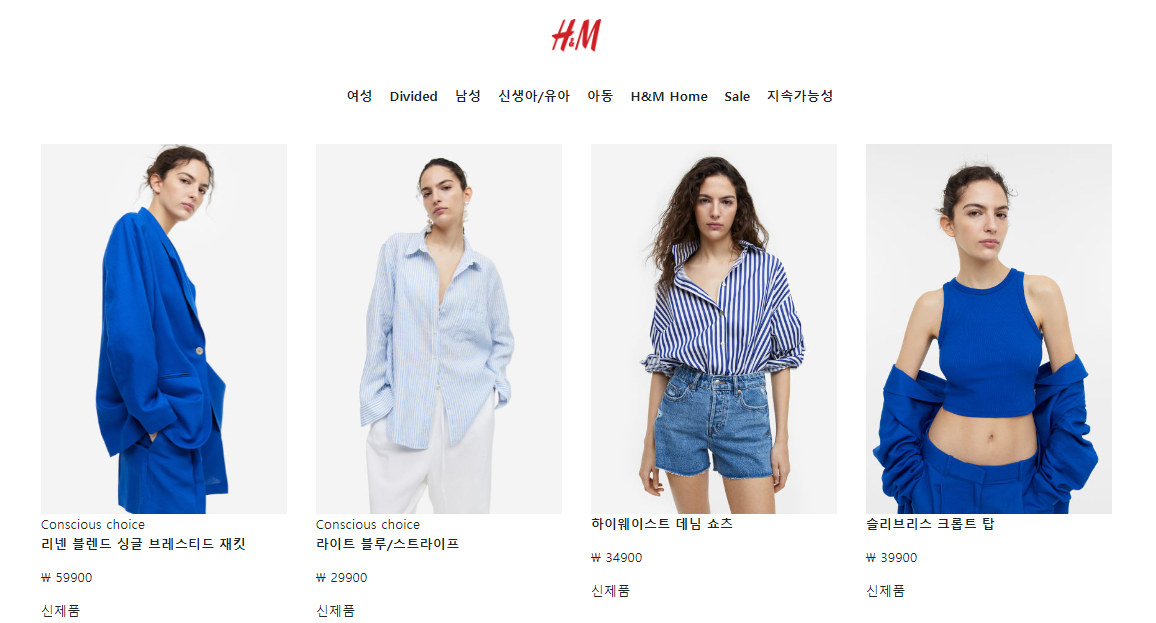 H&M
여성 Divided 남성 신생아/유아 아동 H&M Home Sale 지속가능성
Conscious choice
리넨 블렌드 싱글 브레스티드 재킷
₩ 59900
신제품
Conscious choice
라이트 블루/스트라이프
₩ 29900
신제품
하이웨이스트 데님 쇼츠
₩ 34900
신제품
슬리브리스 크롭트 탑
₩ 39900
신제품